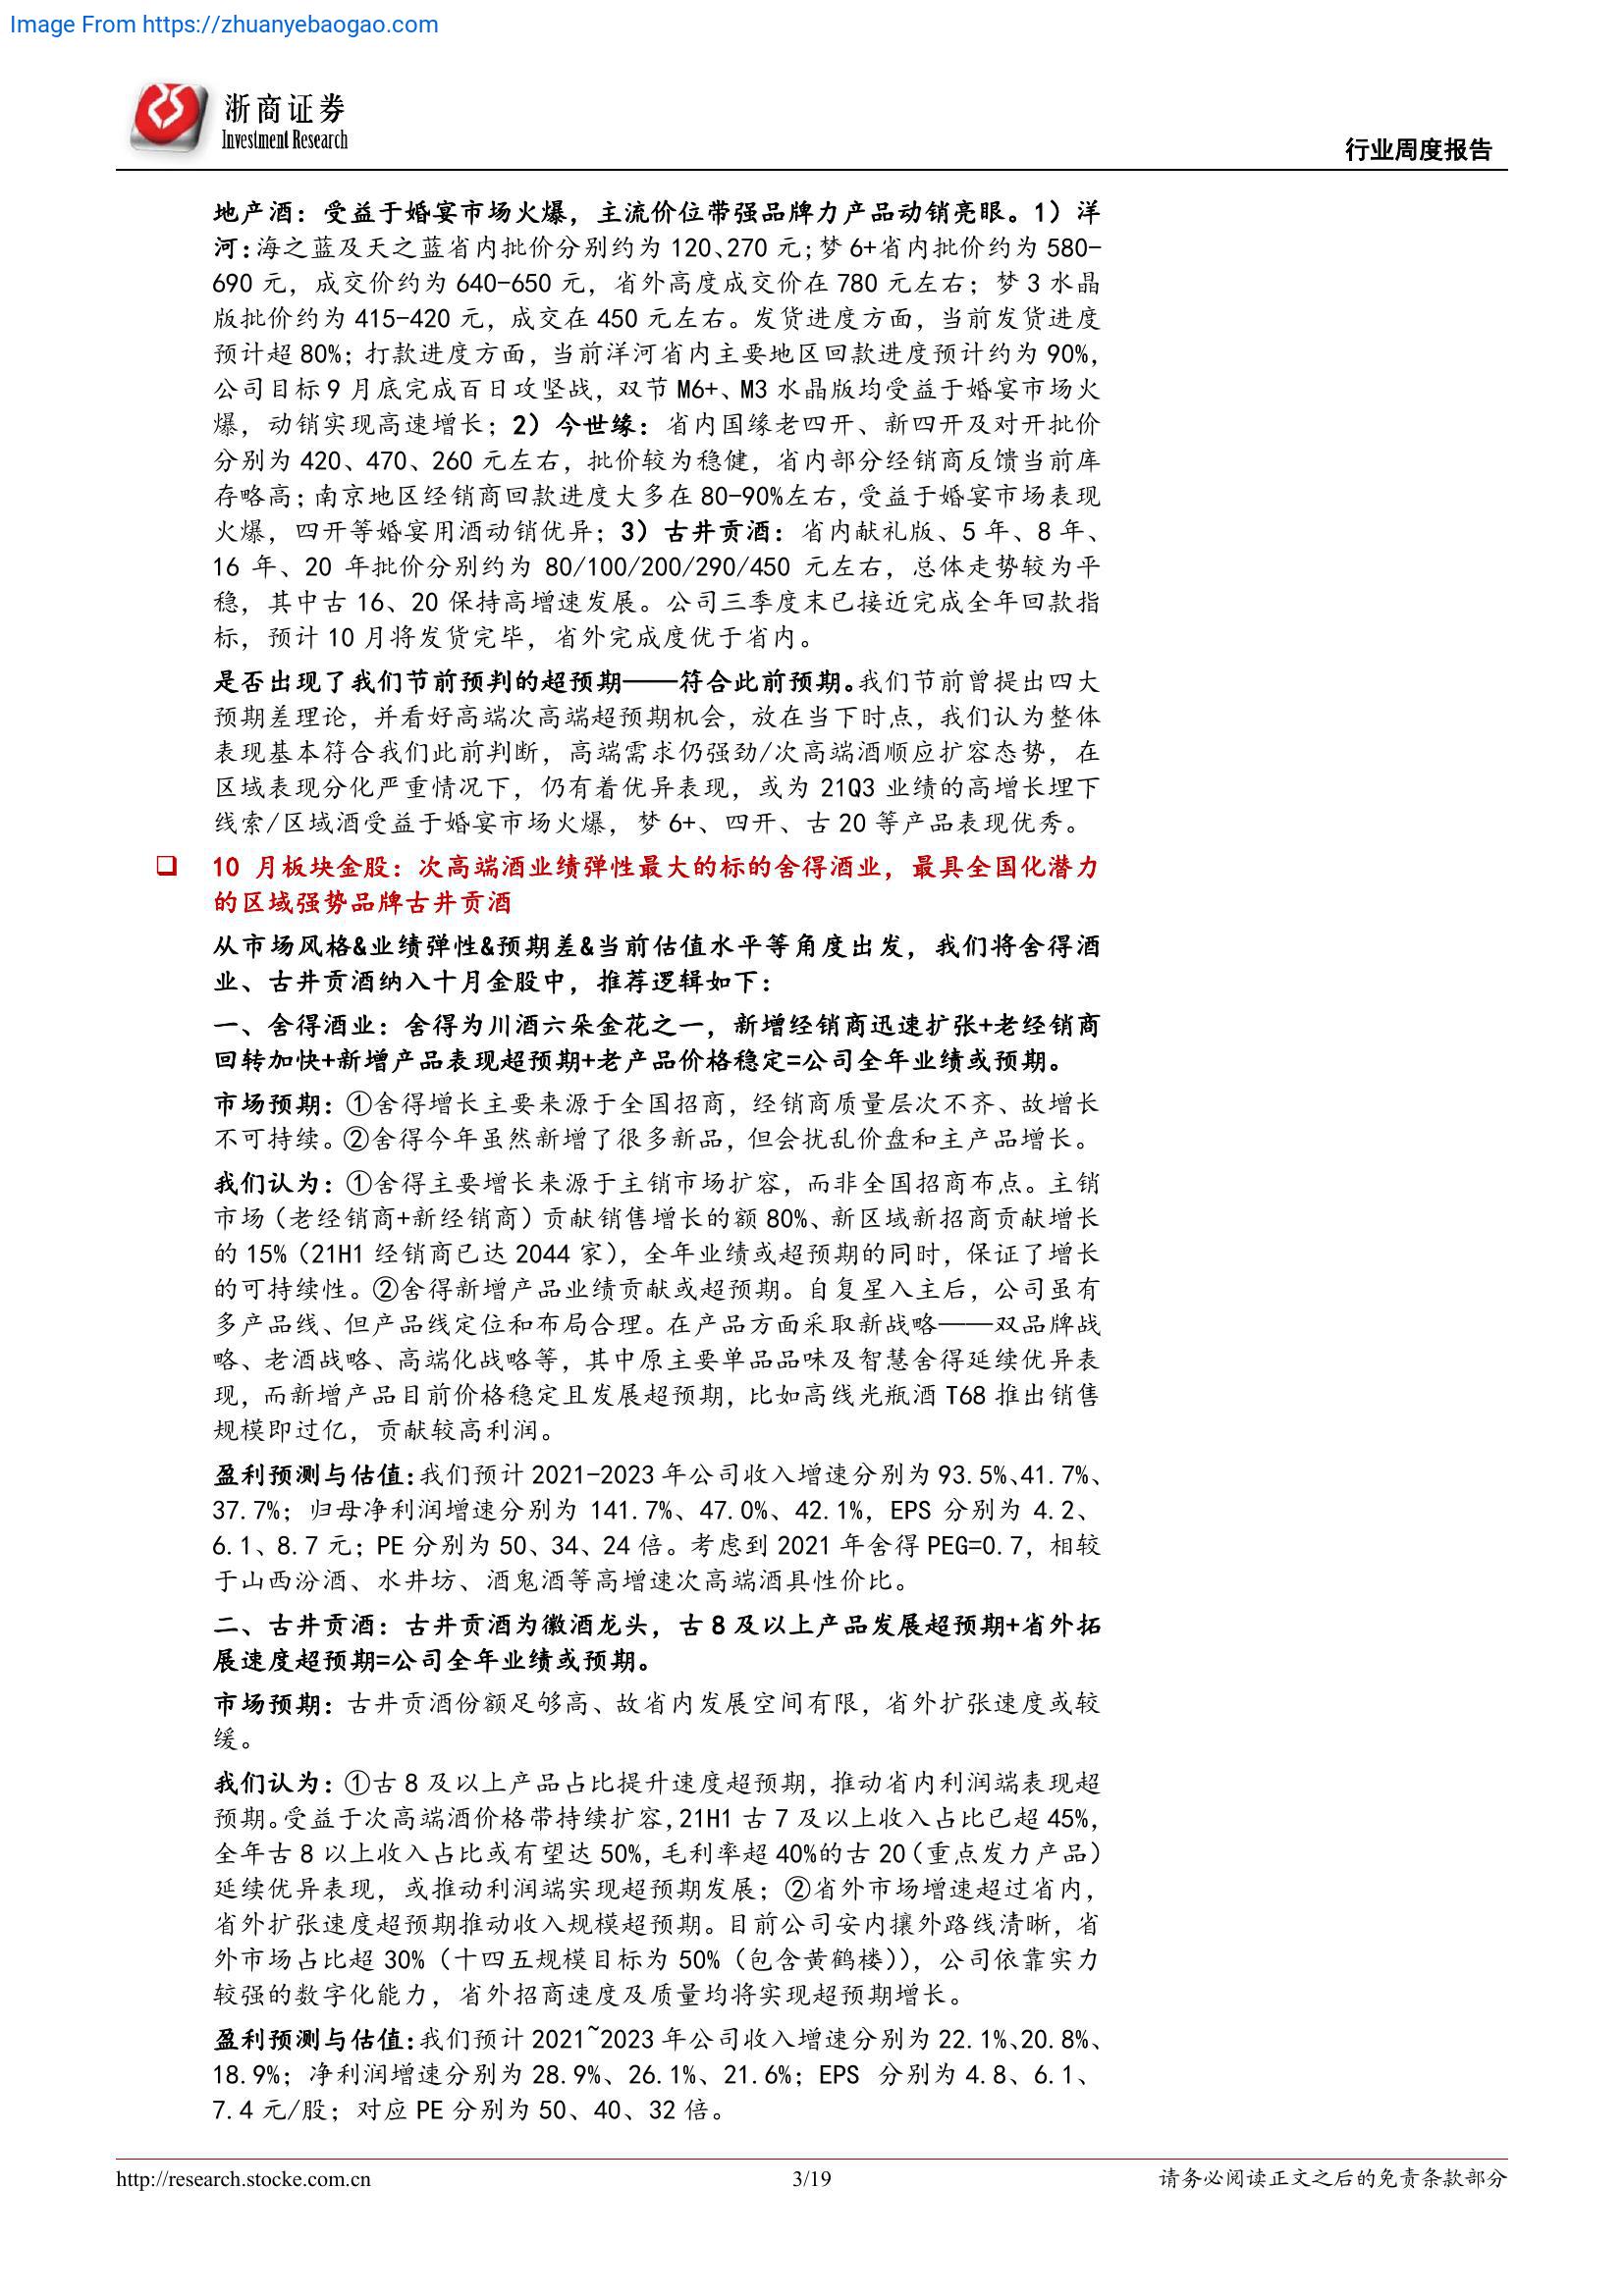 Image From https://zhuanyebaogao.com
浙商证券
Investment Research
行业周度报告
地产酒：受益于婚宴市场火爆，主流价位带强品牌力产品动销亮眼。1）洋
河：海之蓝及天之蓝省内批价分别约为 120、270 元；梦 6+省内批价约为 580-
690 元，成交价约为 640-650 元，省外高度成交价在 780 元左右；梦 3 水晶
版批价约为 415-420 元，成交在 450 元左右。发货进度方面，当前发货进度
预计超 80%；打款进度方面，当前洋河省内主要地区回款进度预计约为 90%，
公司目标 9 月底完成百日攻坚战，双节 M6+、M3 水晶版均受益于婚宴市场火
爆，动销实现高速增长；2）今世缘：省内国缘老四开、新四开及对开批价
分别为 420、470、260 元左右，批价较为稳健，省内部分经销商反馈当前库
存略高；南京地区经销商回款进度大多在 80-90%左右，受益于婚宴市场表现
火爆，四开等婚宴用酒动销优异；3）古井贡酒：省内献礼版、5 年、8 年、
16 年、20 年批价分别约为 80/100/200/290/450 元左右，总体走势较为平
稳，其中古 16、20 保持高增速发展。公司三季度末已接近完成全年回款指
标，预计 10 月将发货完毕，省外完成度优于省内。
是否出现了我们节前预判的超预期——符合此前预期。我们节前曾提出四大
预期差理论，并看好高端次高端超预期机会，放在当下时点，我们认为整体
表现基本符合我们此前判断，高端需求仍强劲/次高端酒顺应扩容态势，在
区域表现分化严重情况下，仍有着优异表现，或为 21Q3 业绩的高增长埋下
线索/区域酒受益于婚宴市场火爆，梦 6+、四开、古 20 等产品表现优秀。
❑ 10 月板块金股：次高端酒业绩弹性最大的标的舍得酒业，最具全国化潜力
的区域强势品牌古井贡酒
从市场风格&业绩弹性&预期差&当前估值水平等角度出发，我们将舍得酒
业、古井贡酒纳入十月金股中，推荐逻辑如下：
一、舍得酒业：舍得为川酒六朵金花之一，新增经销商迅速扩张+老经销商
回转加快+新增产品表现超预期+老产品价格稳定=公司全年业绩或预期。
市场预期：①舍得增长主要来源于全国招商，经销商质量层次不齐、故增长
不可持续。②舍得今年虽然新增了很多新品，但会扰乱价盘和主产品增长。
我们认为：①舍得主要增长来源于主销市场扩容，而非全国招商布点。主销
市场（老经销商+新经销商）贡献销售增长的额 80%、新区域新招商贡献增长
的 15%（21H1 经销商已达 2044 家），全年业绩或超预期的同时，保证了增长
的可持续性。②舍得新增产品业绩贡献或超预期。自复星入主后，公司虽有
多产品线、但产品线定位和布局合理。在产品方面采取新战略——双品牌战
略、老酒战略、高端化战略等，其中原主要单品品味及智慧舍得延续优异表
现，而新增产品目前价格稳定且发展超预期，比如高线光瓶酒 T68 推出销售
规模即过亿，贡献较高利润。
盈利预测与估值：我们预计 2021-2023 年公司收入增速分别为 93.5%、41.7%、
37.7%；归母净利润增速分别为 141.7%、47.0%、42.1%，EPS 分别为 4.2、
6.1、8.7 元；PE 分别为 50、34、24 倍。考虑到 2021 年舍得 PEG=0.7，相较
于山西汾酒、水井坊、酒鬼酒等高增速次高端酒具性价比。
二、古井贡酒：古井贡酒为徽酒龙头，古 8 及以上产品发展超预期+省外拓
展速度超预期=公司全年业绩或预期。
市场预期：古井贡酒份额足够高、故省内发展空间有限，省外扩张速度或较
缓。
我们认为：①古 8 及以上产品占比提升速度超预期，推动省内利润端表现超
预期。受益于次高端酒价格带持续扩容，21H1 古 7 及以上收入占比已超 45%，
全年古 8 以上收入占比或有望达 50%，毛利率超 40%的古 20（重点发力产品）
延续优异表现，或推动利润端实现超预期发展；②省外市场增速超过省内，
省外扩张速度超预期推动收入规模超预期。目前公司安内攘外路线清晰，省
外市场占比超 30%（十四五规模目标为 50%（包含黄鹤楼）），公司依靠实力
较强的数字化能力，省外招商速度及质量均将实现超预期增长。
盈利预测与估值：我们预计 2021~2023 年公司收入增速分别为 22.1%、20.8%、
18.9%；净利润增速分别为 28.9%、26.1%、21.6%；EPS 分别为 4.8、6.1、
7.4 元/股；对应 PE 分别为 50、40、32 倍。
http://research.stocke.com.cn
3/19
请务必阅读正文之后的免责条款部分